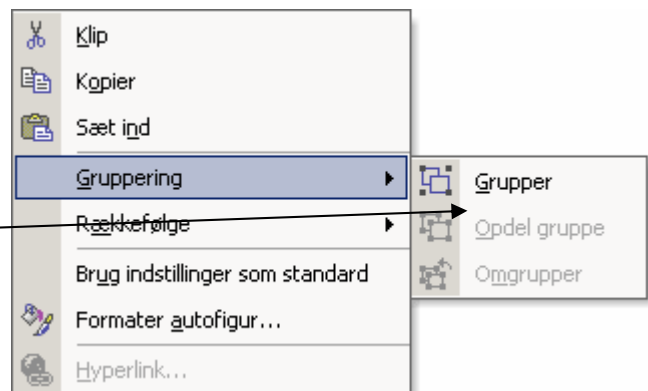 Klip
Kopier
Sæt ind
Gruppering
Grupper
Rækkefølge
Opdel gruppe
Brug indstillinger som standard
Omgrupper
Formater autofigur...
Hyperlink...